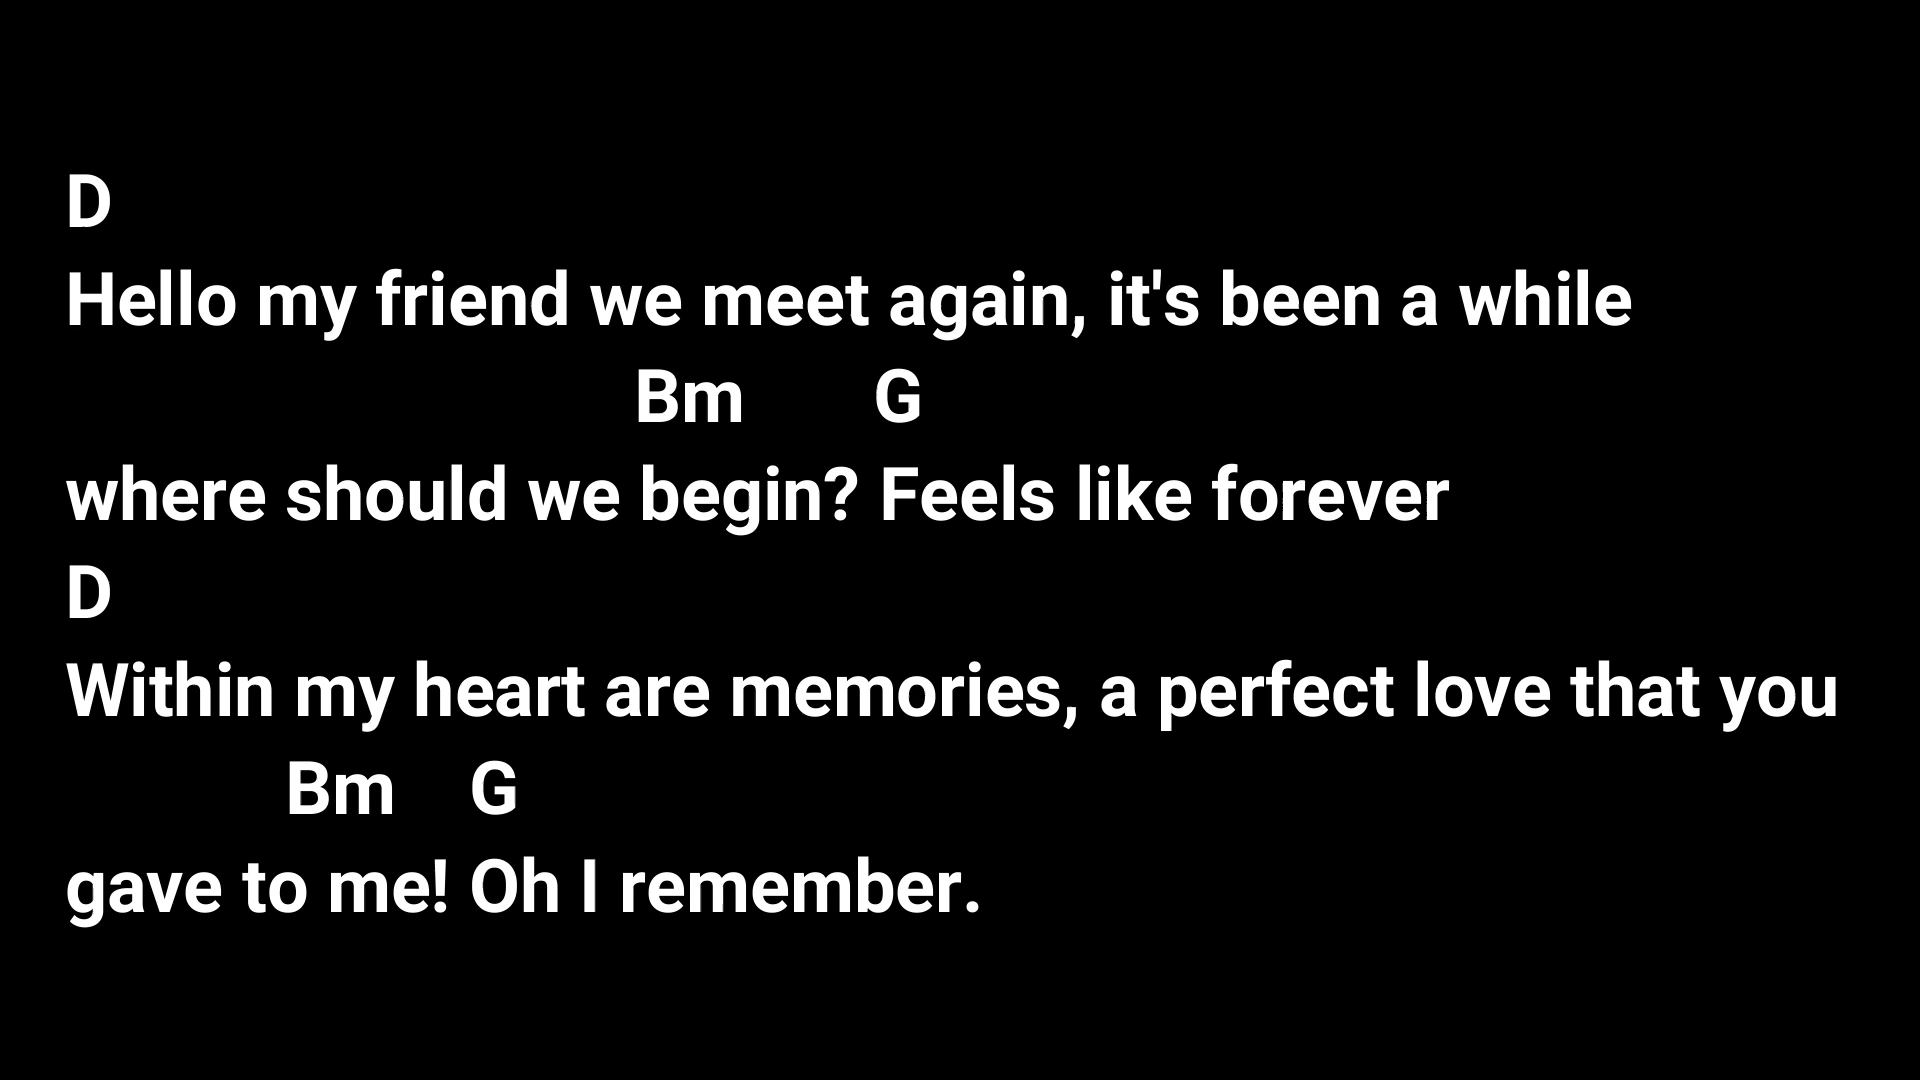 D
Hello my friend we meet again, it's been a while
Bm G
where should we begin? Feels like forever
D
Within my heart are memories, a perfect love that you
Bm G
gave to me! Oh I remember.